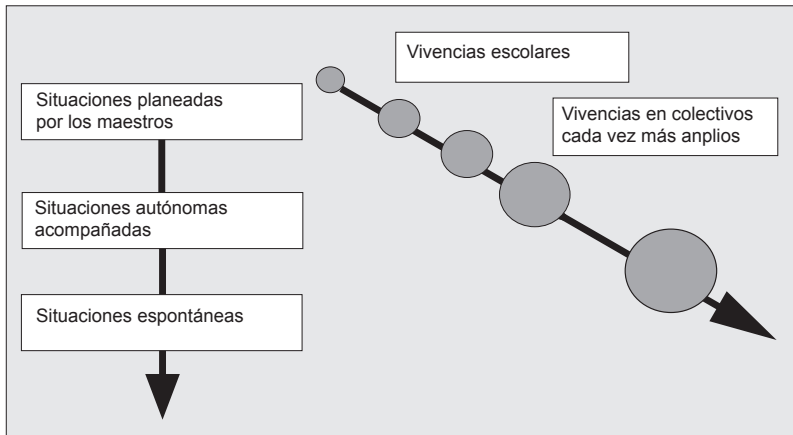 Vivencias escolares
Situaciones planeadas
por los maestros
Vivencias en colectivos
cada vez más anplios
Situaciones autónomas
acompañadas
Situaciones espontáneas